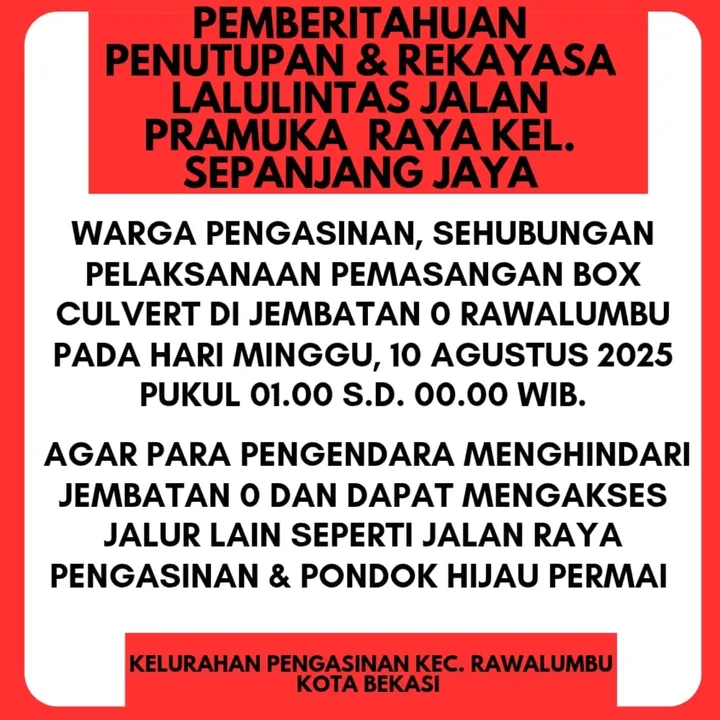 PEMBERITAHUAN
PENUTUPAN & REKAYASA
LALULINTAS JALAN
PRAMUKA RAYA KEL.
SEPANJANG JAYA
WARGA PENGASINAN, SEHUBUNGAN
PELAKSANAAN PEMASANGAN BOX
CULVERT DI JEMBATAN 0 RAWALUMBU
PADA HARI MINGGU, 10 AGUSTUS 2025
PUKUL 01.00 S.D. 00.00 WIB.
AGAR PARA PENGENDARA MENGHINDARI
JEMBATAN 0 DAN DAPAT MENGAKSES
JALUR LAIN SEPERTI JALAN RAYA
PENGASINAN & PONDOK HIJAU PERMAI
KELURAHAN PENGASINAN KEC. RAWALUMBU
KOTA BEKASI